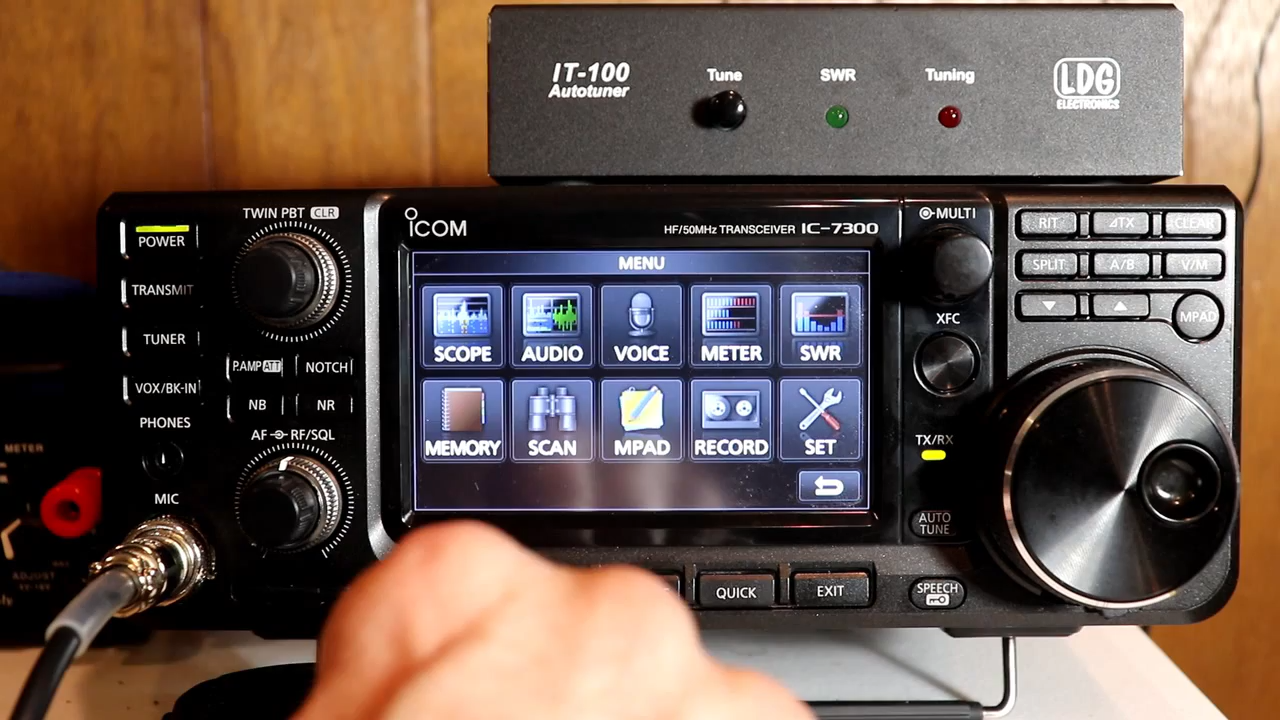 IT-100
Autotuner
Tune
SWR
Tuning
LDG
ELECTRONICS
POWER
TRANSMIT
TUNER
VOX/BK-IN
PHONES
MIC
TWIN PBT CLR
P.AMP ATT
NOTCH
NB
NR
AF RF/SQL
ICOM
HF/50MHz TRANSCEIVER IC-7300
MENU
SCOPE
AUDIO
VOICE
METER
SWR
MEMORY
SCAN
MPAD
RECORD
SET
QUICK
EXIT
MULTI
XFC
TX/RX
AUTO
TUNE
SPEECH
RIT
⊿TX
CLEAR
SPLIT
A/B
V/M
MPAD
METER
ADJUST